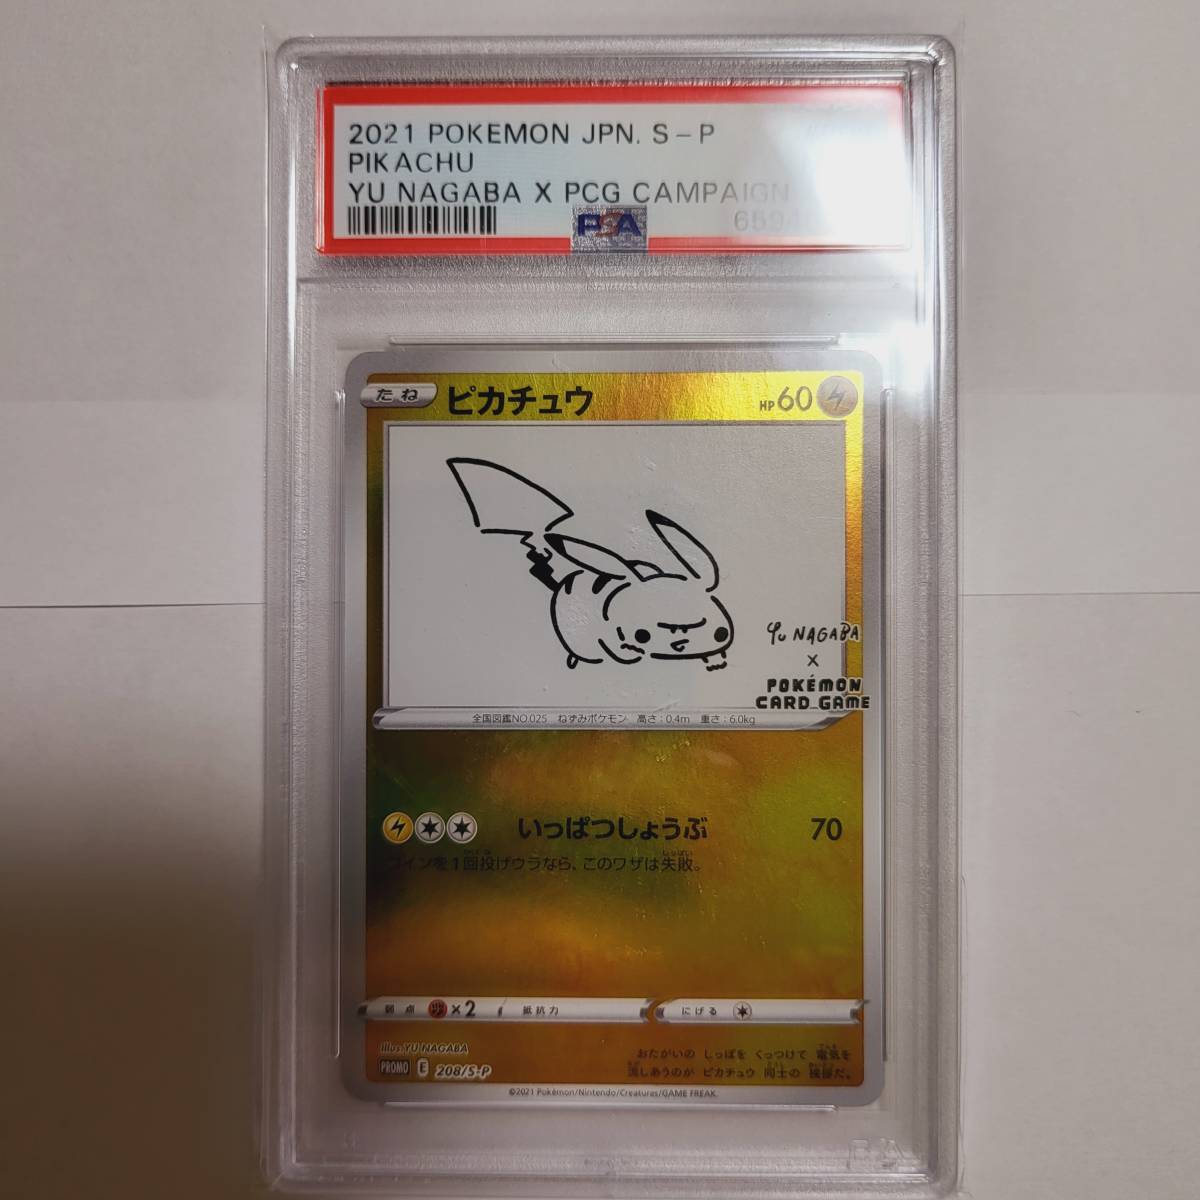 2021 POKEMON JPN. S-P
PIKACHU
YU NAGABA X PCG CAMPAIGN
PSA
たね ピカチュウ HP60
YU NAGABA
X
POKÉMON
CARD GAME
全国図鑑NO.025 ねずみポケモン 高さ:0.4m 重さ:6.0kg
いっぱつしょうぶ 70
コインを1回投げウラなら、このワザは失敗。
弱点 ×2 抵抗力 にげる
Illus. YU NAGABA
PROMO E 208/S-P
おたがいの しっぽを くっつけて 電気を
流しあうのが ピカチュウ 同士の 挨拶だ。
©2021 Pokémon/Nintendo/Creatures/GAME FREAK.